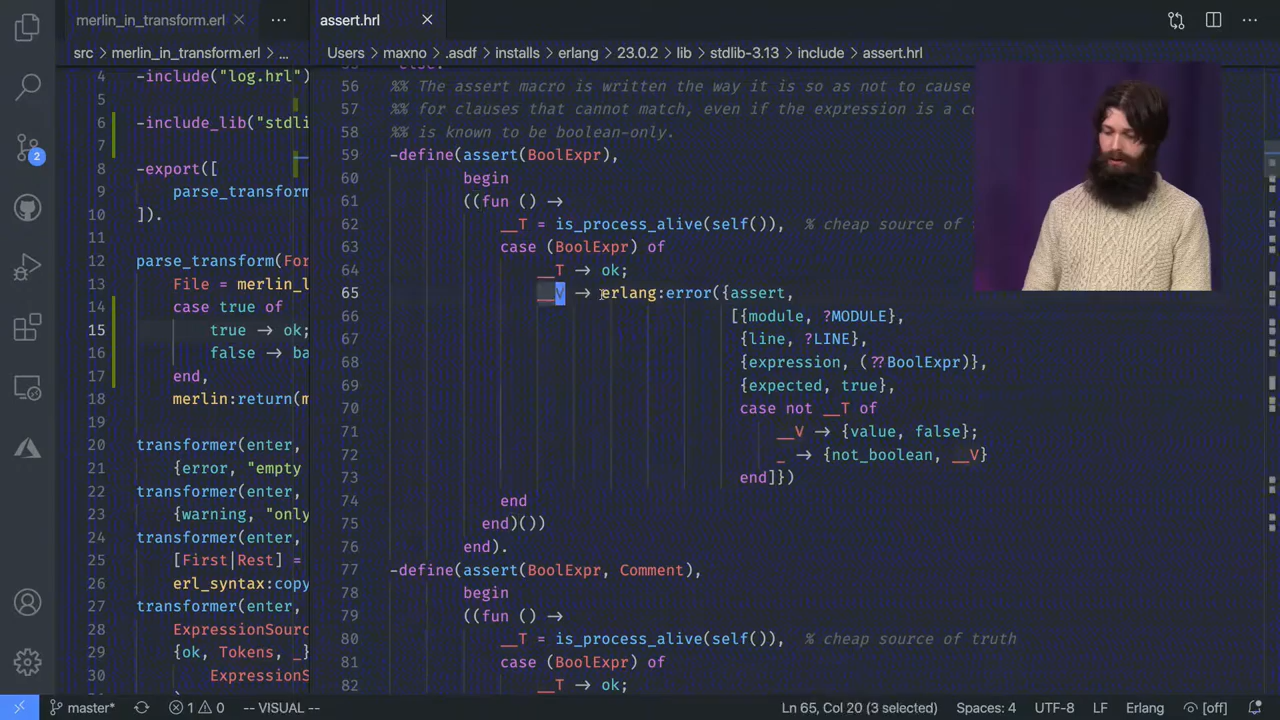 merlin_in_transform.erl
assert.hrl
src > merlin_in_transform.erl > ...
Users > maxno > .asdf > installs > erlang > 23.0.2 > lib > stdlib-3.13 > include > assert.hrl
4 -include("log.hrl")
5
6 -include_lib("stdli
7
8 -export([
9 parse_transform
10 ]).
11
12 parse_transform(For
13 File = merlin_l
14 case true of
15 true -> ok;
16 false -> ba
17 end,
18 merlin:return(m
19
20 transformer(enter,
21 {error, "empty
22 transformer(enter,
23 {warning, "only
24 transformer(enter,
25 [First|Rest] =
26 erl_syntax:copy
27 transformer(enter,
28 ExpressionSourc
29 {ok, Tokens, _}
30 ExpressionS
56 %% The assert macro is written the way it is so as not to cause
57 %% for clauses that cannot match, even if the expression is a co
58 %% is known to be boolean-only.
59 -define(assert(BoolExpr),
60 begin
61 ((fun () ->
62 __T = is_process_alive(self()), % cheap source of
63 case (BoolExpr) of
64 __T -> ok;
65 __V -> erlang:error({assert,
66 [{module, ?MODULE},
67 {line, ?LINE},
68 {expression, (??BoolExpr)},
69 {expected, true},
70 case not __T of
71 __V -> {value, false};
72 _ -> {not_boolean, __V}
73 end]})
74 end
75 end)())
76 end).
77 -define(assert(BoolExpr, Comment),
78 begin
79 ((fun () ->
80 __T = is_process_alive(self()), % cheap source of truth
81 case (BoolExpr) of
82 __T -> ok;
2
master* 1 0 -- VISUAL -- Ln 65, Col 20 (3 selected) Spaces: 4 UTF-8 LF Erlang [off]